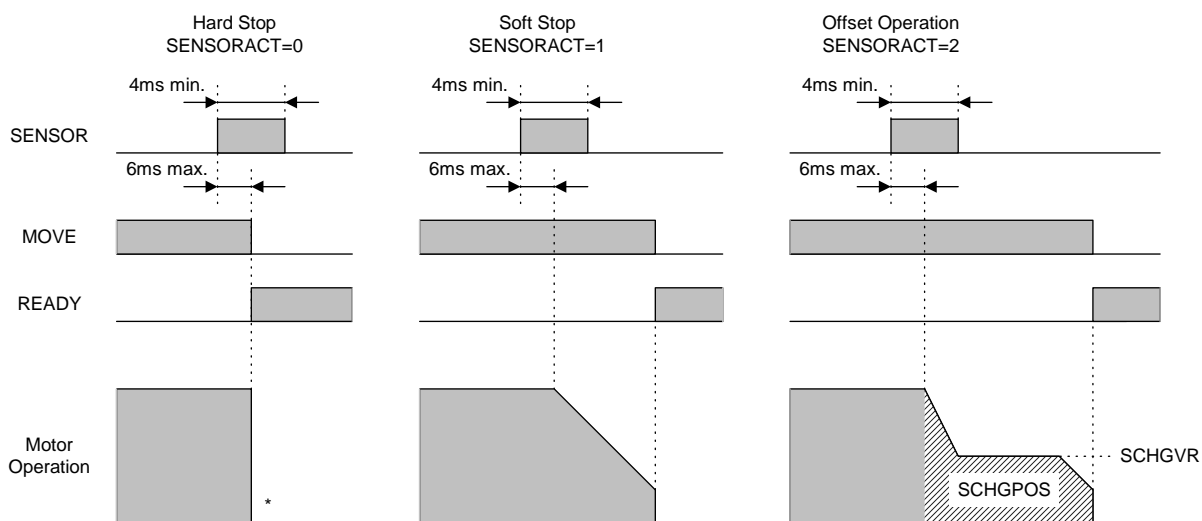 Hard Stop
SENSORACT=0
Soft Stop
SENSORACT=1
Offset Operation
SENSORACT=2
4ms min.
4ms min.
4ms min.
SENSOR
6ms max.
6ms max.
6ms max.
MOVE
READY
Motor
Operation
*
SCHGVR
SCHGPOS